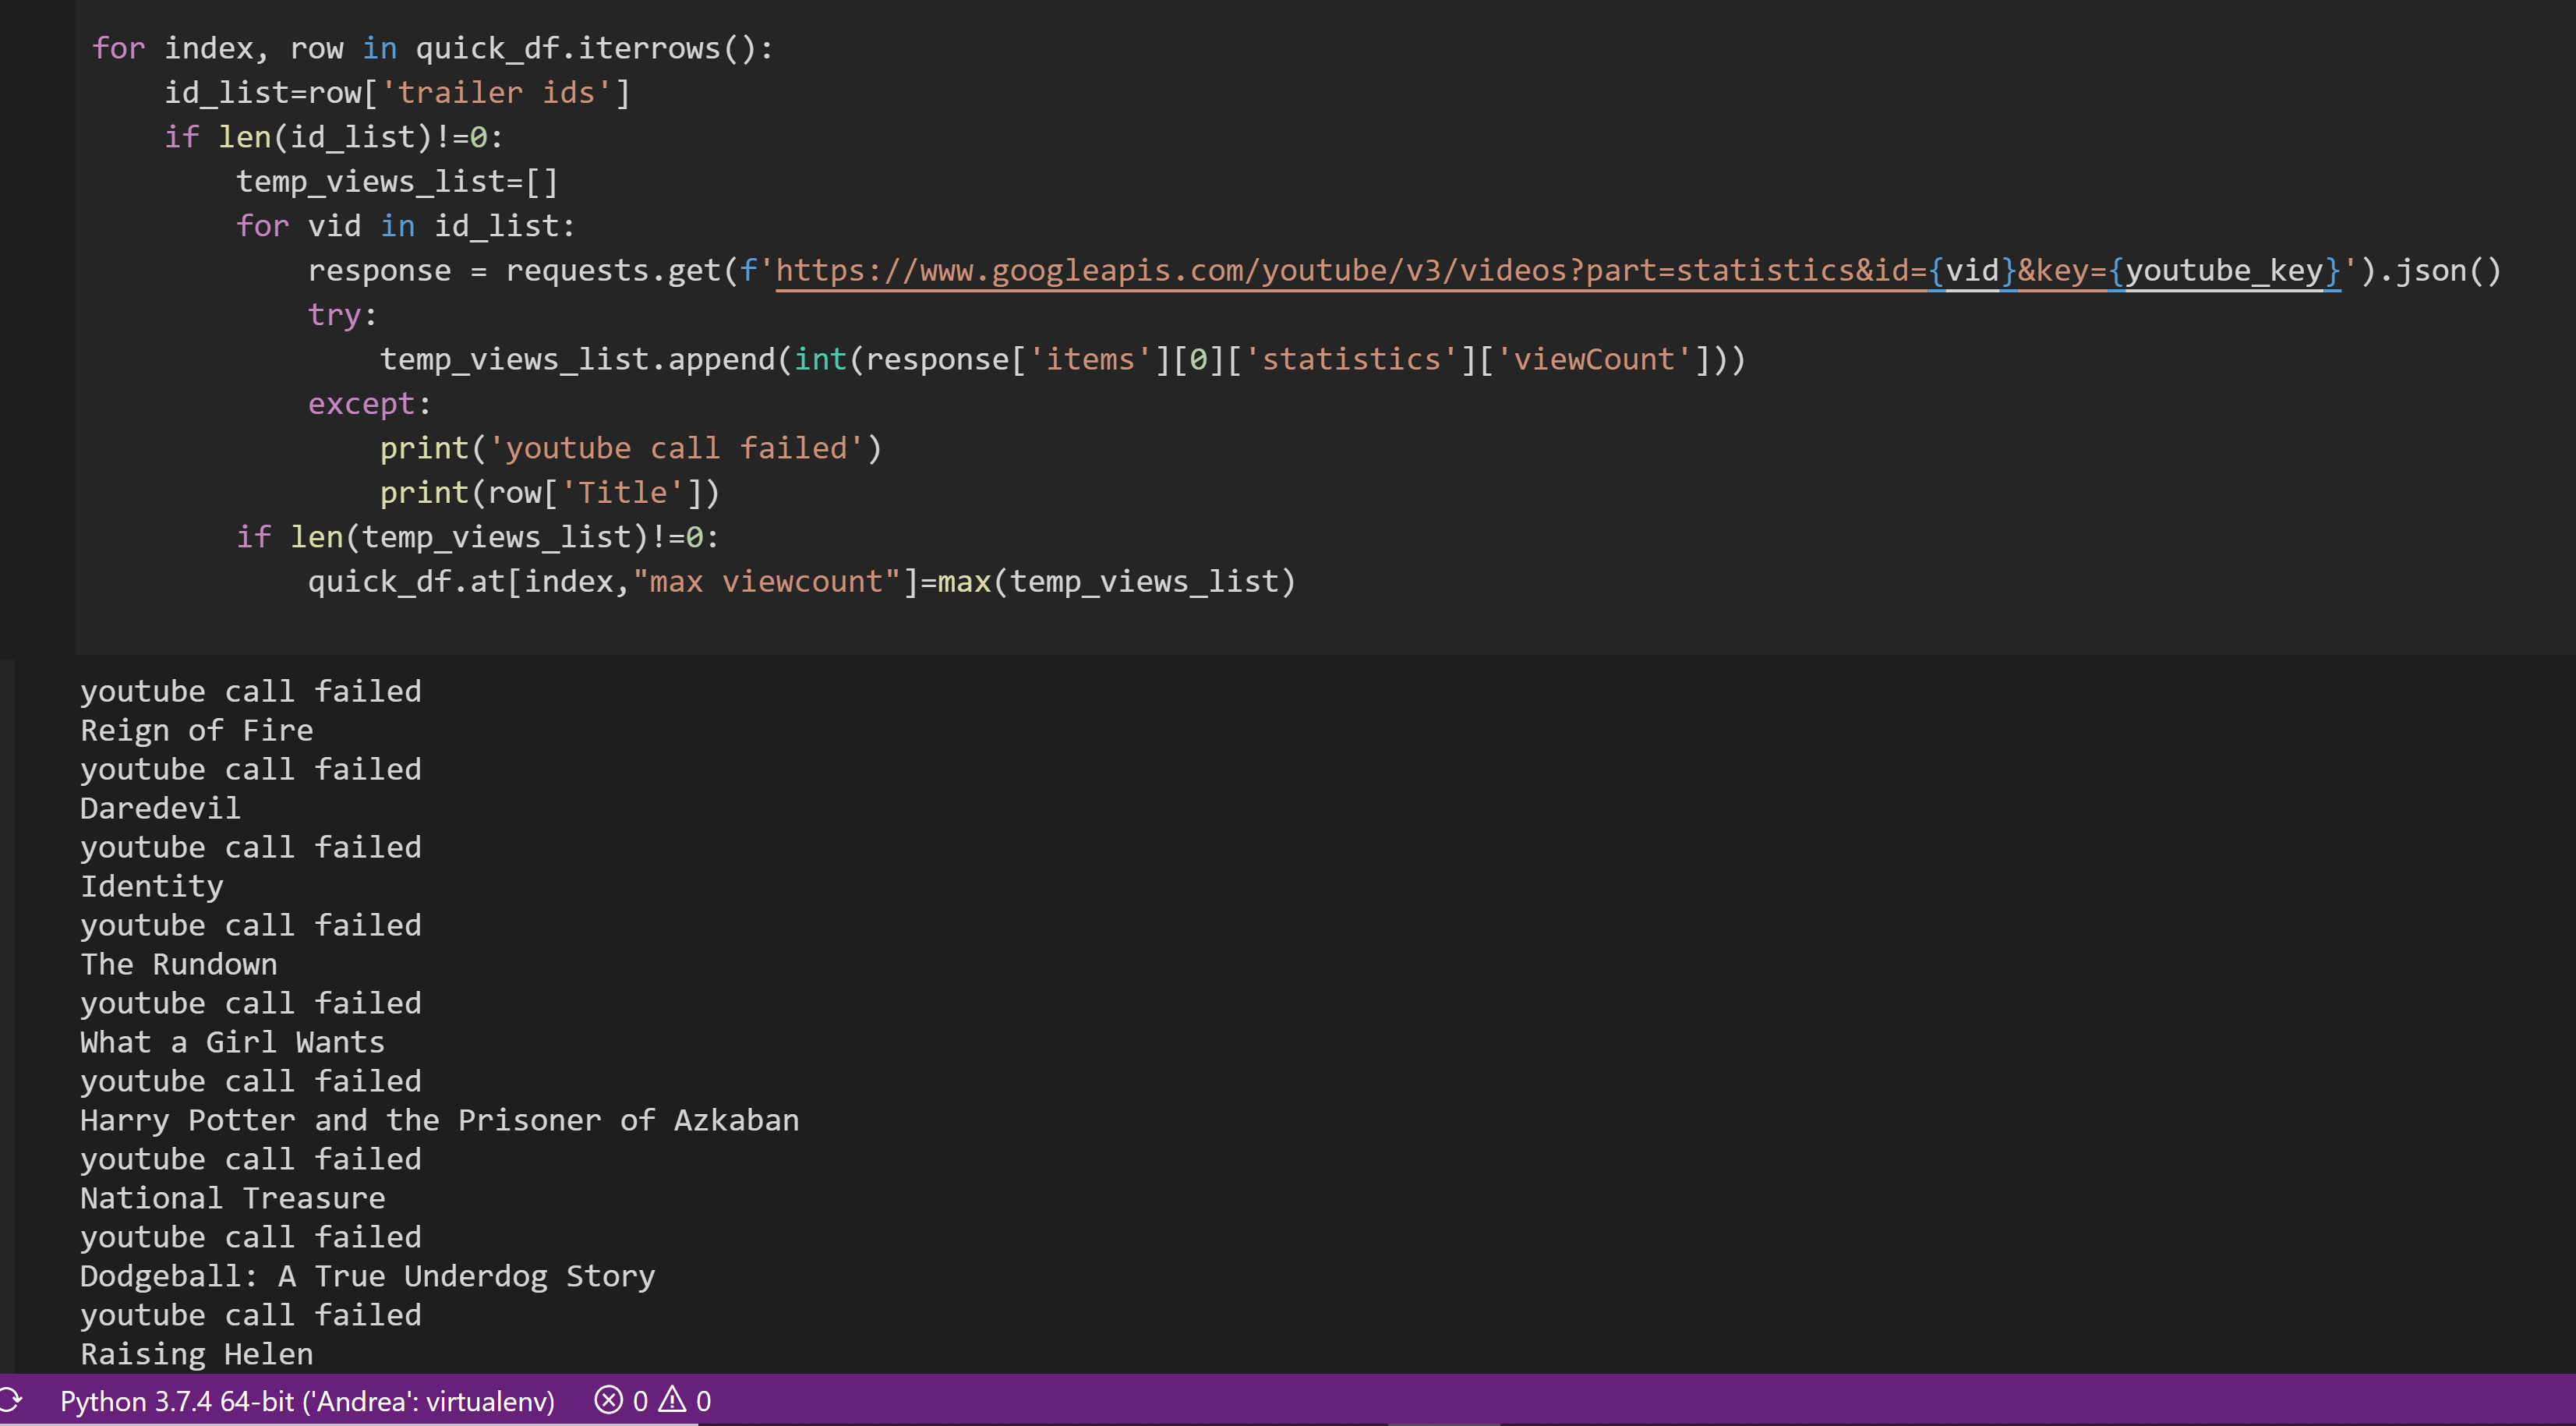 for index, row in quick_df.iterrows():
    id_list=row['trailer ids']
    if len(id_list)!=0:
        temp_views_list=[]
        for vid in id_list:
            response = requests.get(f'https://www.googleapis.com/youtube/v3/videos?part=statistics&id={vid}&key={youtube_key}').json()
            try:
                temp_views_list.append(int(response['items'][0]['statistics']['viewCount']))
            except:
                print('youtube call failed')
                print(row['Title'])
        if len(temp_views_list)!=0:
            quick_df.at[index,"max viewcount"]=max(temp_views_list)
youtube call failed
Reign of Fire
youtube call failed
Daredevil
youtube call failed
Identity
youtube call failed
The Rundown
youtube call failed
What a Girl Wants
youtube call failed
Harry Potter and the Prisoner of Azkaban
youtube call failed
National Treasure
youtube call failed
Dodgeball: A True Underdog Story
youtube call failed
Raising Helen
Python 3.7.4 64-bit ('Andrea': virtualenv) 0 0